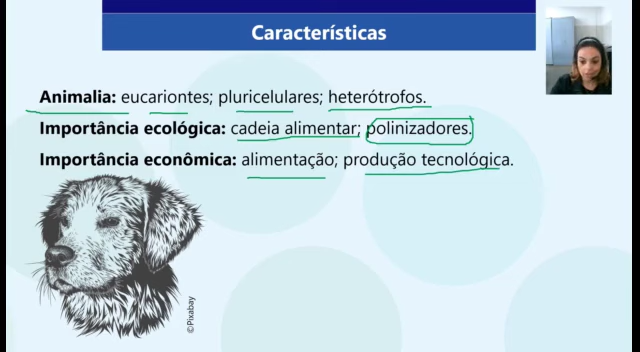 Características
Animalia: eucariontes; pluricelulares; heterótrofos.
Importância ecológica: cadeia alimentar; polinizadores.
Importância econômica: alimentação; produção tecnológica.
©Pixabay